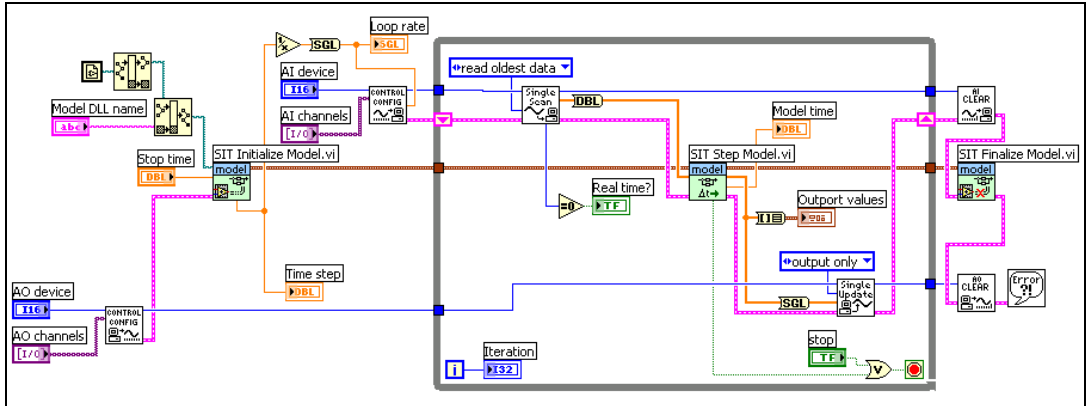 Loop rate
1/x
SGL
SGL
AI device
I16
read oldest data
CONTROL CONFIG
Single Scan
DBL
AI CLEAR
Model DLL name
abc
AI channels
[I/O]
Model time
DBL
Stop time
DBL
SIT Initialize Model.vi
model
SIT Step Model.vi
model
Δt
SIT Finalize Model.vi
model
Real time?
=0
TF
Outport values
Time step
DBL
output only
AO device
I16
CONTROL CONFIG
Single Update
SGL
AO CLEAR
Error ?!
AO channels
[I/O]
Iteration
i
I32
stop
TF
V